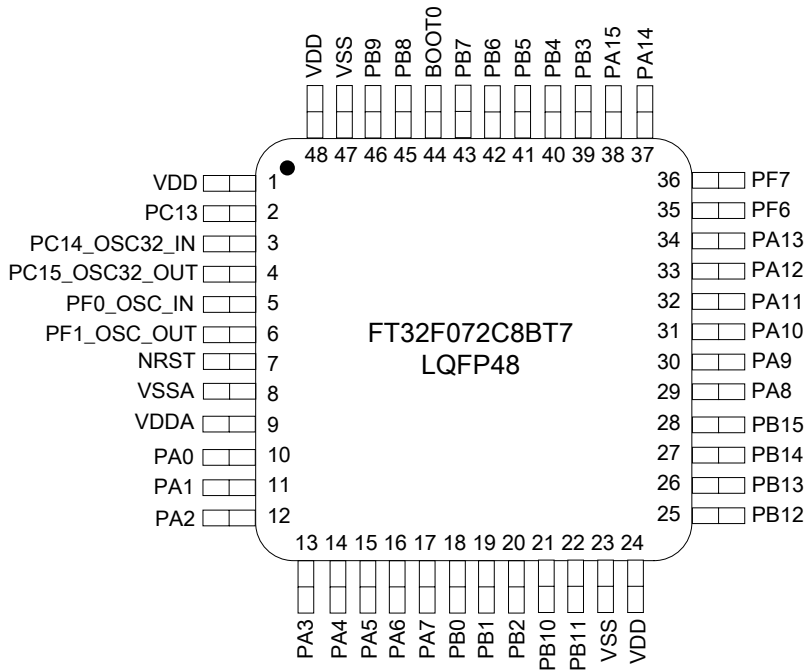 VDD
VSS
PB9
PB8
BOOT0
PB7
PB6
PB5
PB4
PB3
PA15
PA14
48 47 46 45 44 43 42 41 40 39 38 37
VDD 1
PC13 2
PC14_OSC32_IN 3
PC15_OSC32_OUT 4
PF0_OSC_IN 5
PF1_OSC_OUT 6
NRST 7
VSSA 8
VDDA 9
PA0 10
PA1 11
PA2 12
FT32F072C8BT7
LQFP48
36 PF7
35 PF6
34 PA13
33 PA12
32 PA11
31 PA10
30 PA9
29 PA8
28 PB15
27 PB14
26 PB13
25 PB12
13 14 15 16 17 18 19 20 21 22 23 24
PA3
PA4
PA5
PA6
PA7
PB0
PB1
PB2
PB10
PB11
VSS
VDD